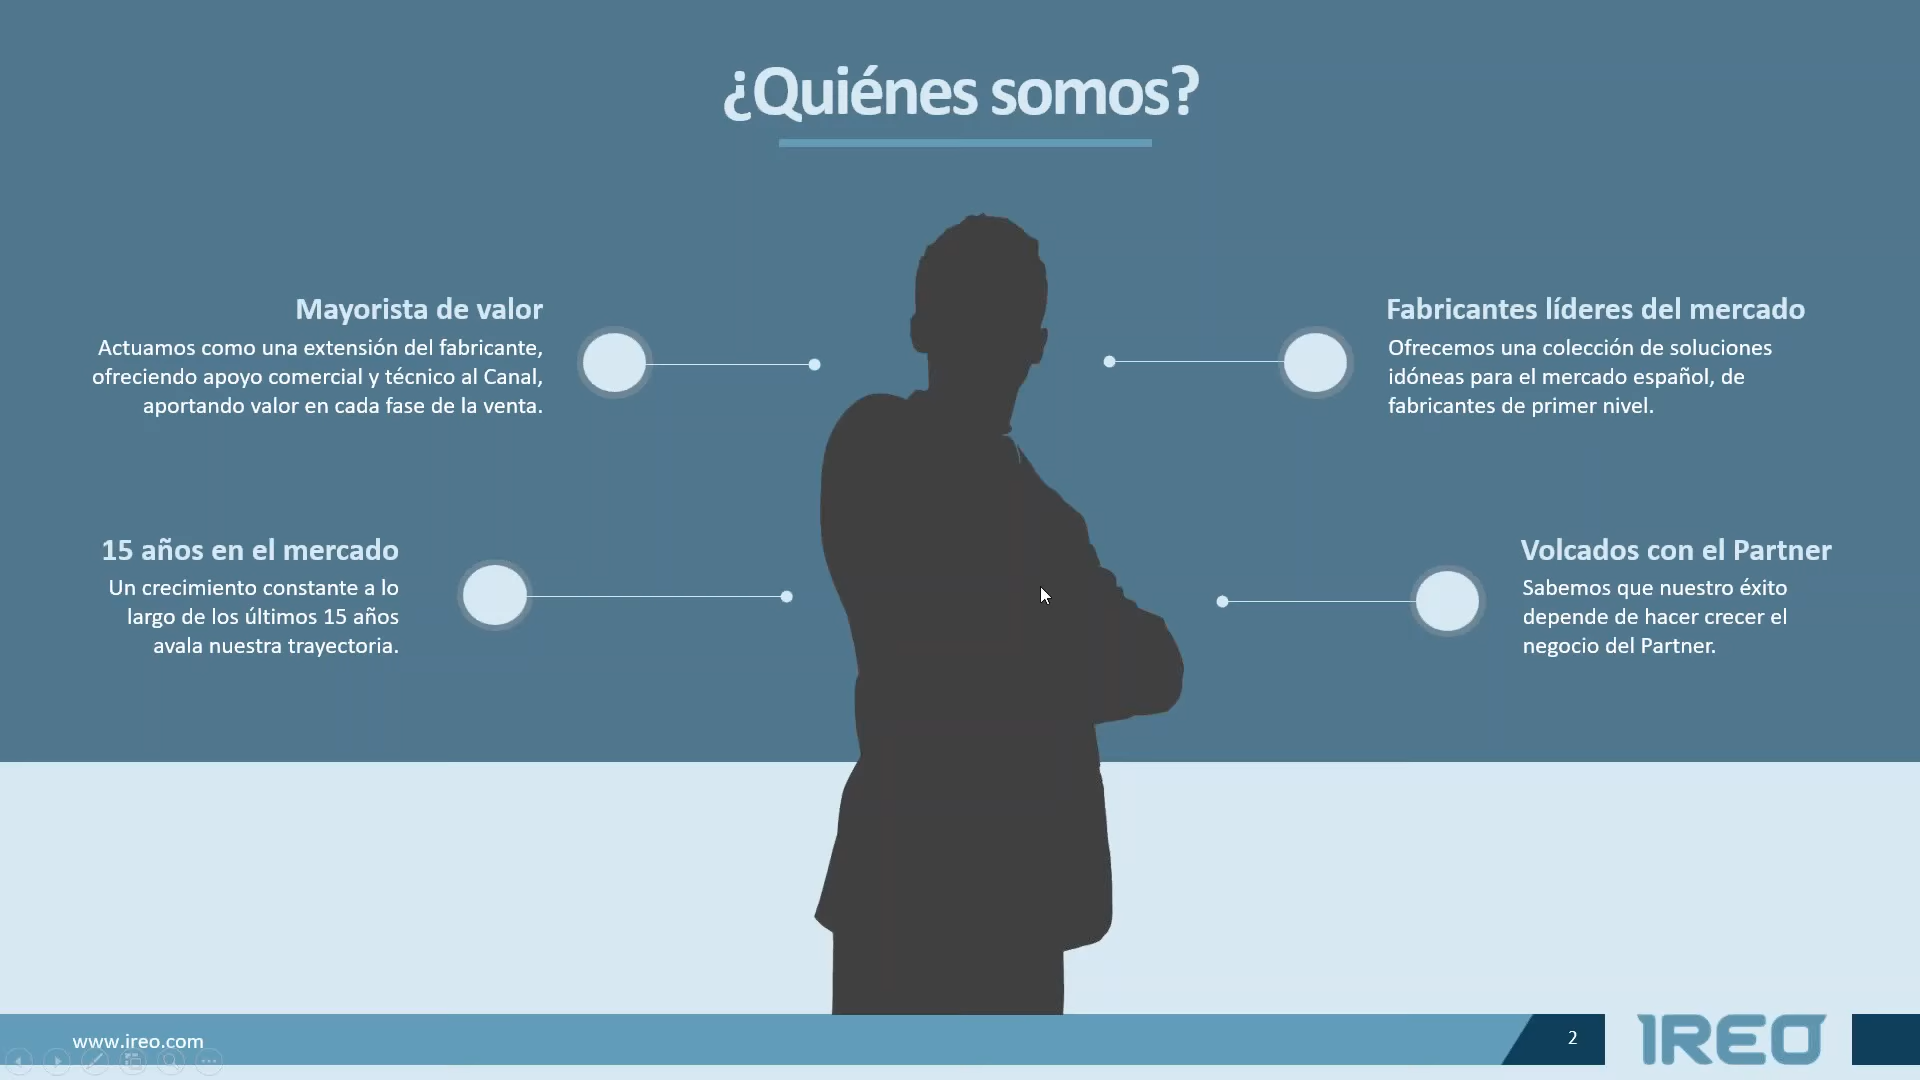 ¿Quiénes somos?
Mayorista de valor
Actuamos como una extensión del fabricante,
ofreciendo apoyo comercial y técnico al Canal,
aportando valor en cada fase de la venta.
Fabricantes líderes del mercado
Ofrecemos una colección de soluciones
idóneas para el mercado español, de
fabricantes de primer nivel.
15 años en el mercado
Un crecimiento constante a lo
largo de los últimos 15 años
avala nuestra trayectoria.
Volcados con el Partner
Sabemos que nuestro éxito
depende de hacer crecer el
negocio del Partner.
www.ireo.com
2
IREO